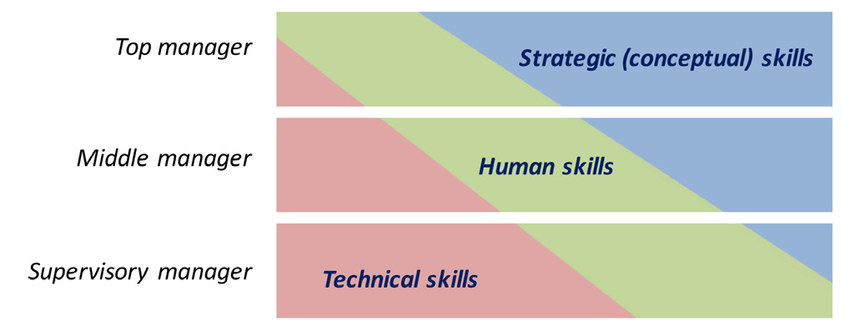 Top manager
Strategic (conceptual) skills
Middle manager
Human skills
Supervisory manager
Technical skills